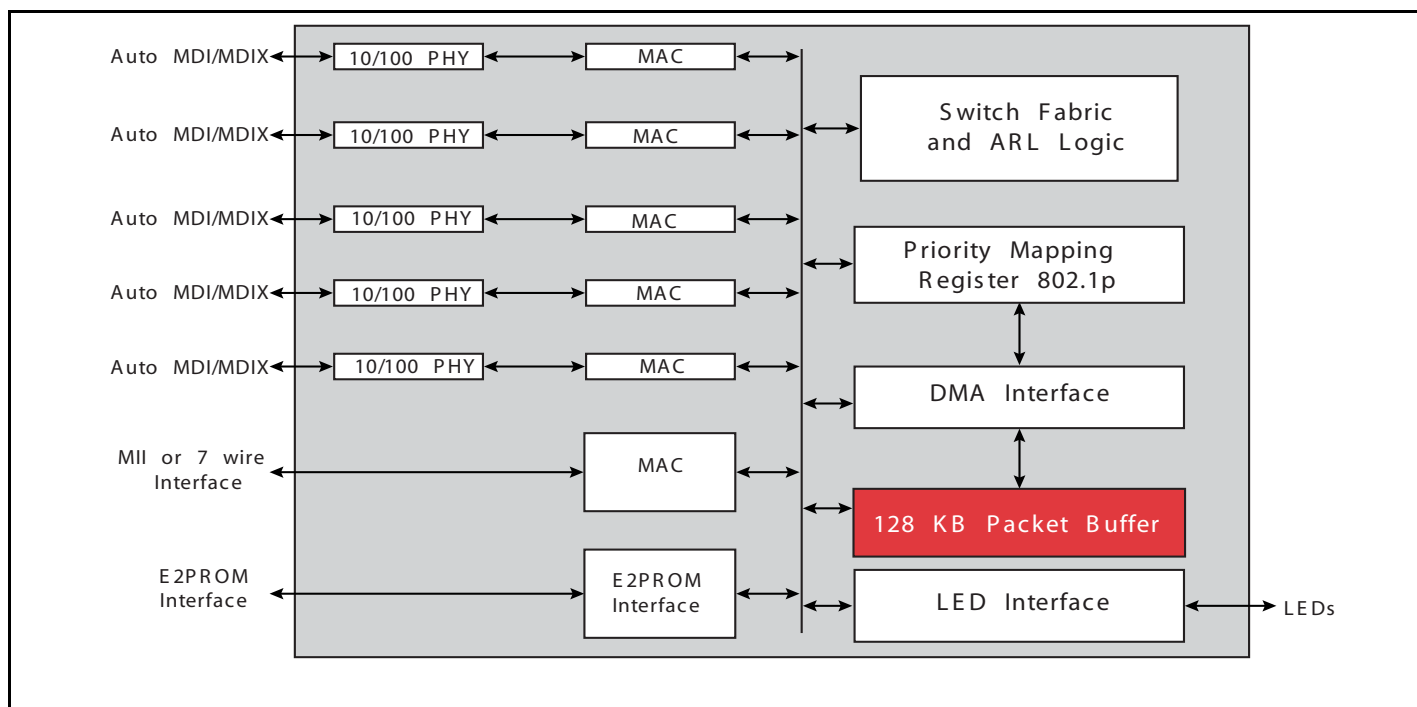 Auto MDI/MDIX
10/100 PHY
MAC
Auto MDI/MDIX
10/100 PHY
MAC
Auto MDI/MDIX
10/100 PHY
MAC
Auto MDI/MDIX
10/100 PHY
MAC
Auto MDI/MDIX
10/100 PHY
MAC
MII or 7 wire
Interface
MAC
E2PROM
Interface
E2PROM
Interface
Switch Fabric
and ARL Logic
Priority Mapping
Register 802.1p
DMA Interface
128 KB Packet Buffer
LED Interface
LEDs